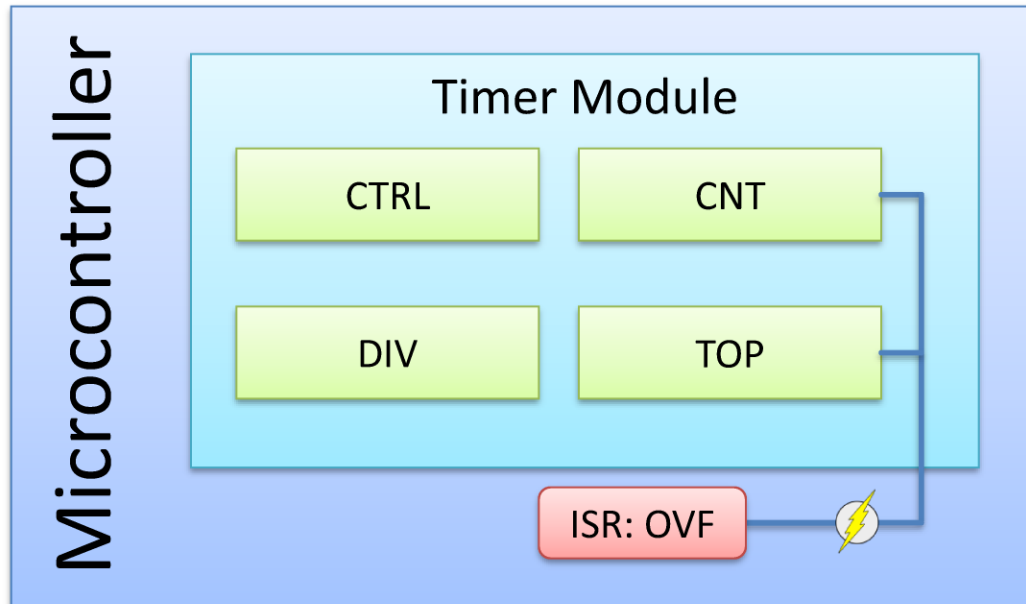 Microcontroller
Timer Module
CTRL
CNT
DIV
TOP
ISR: OVF